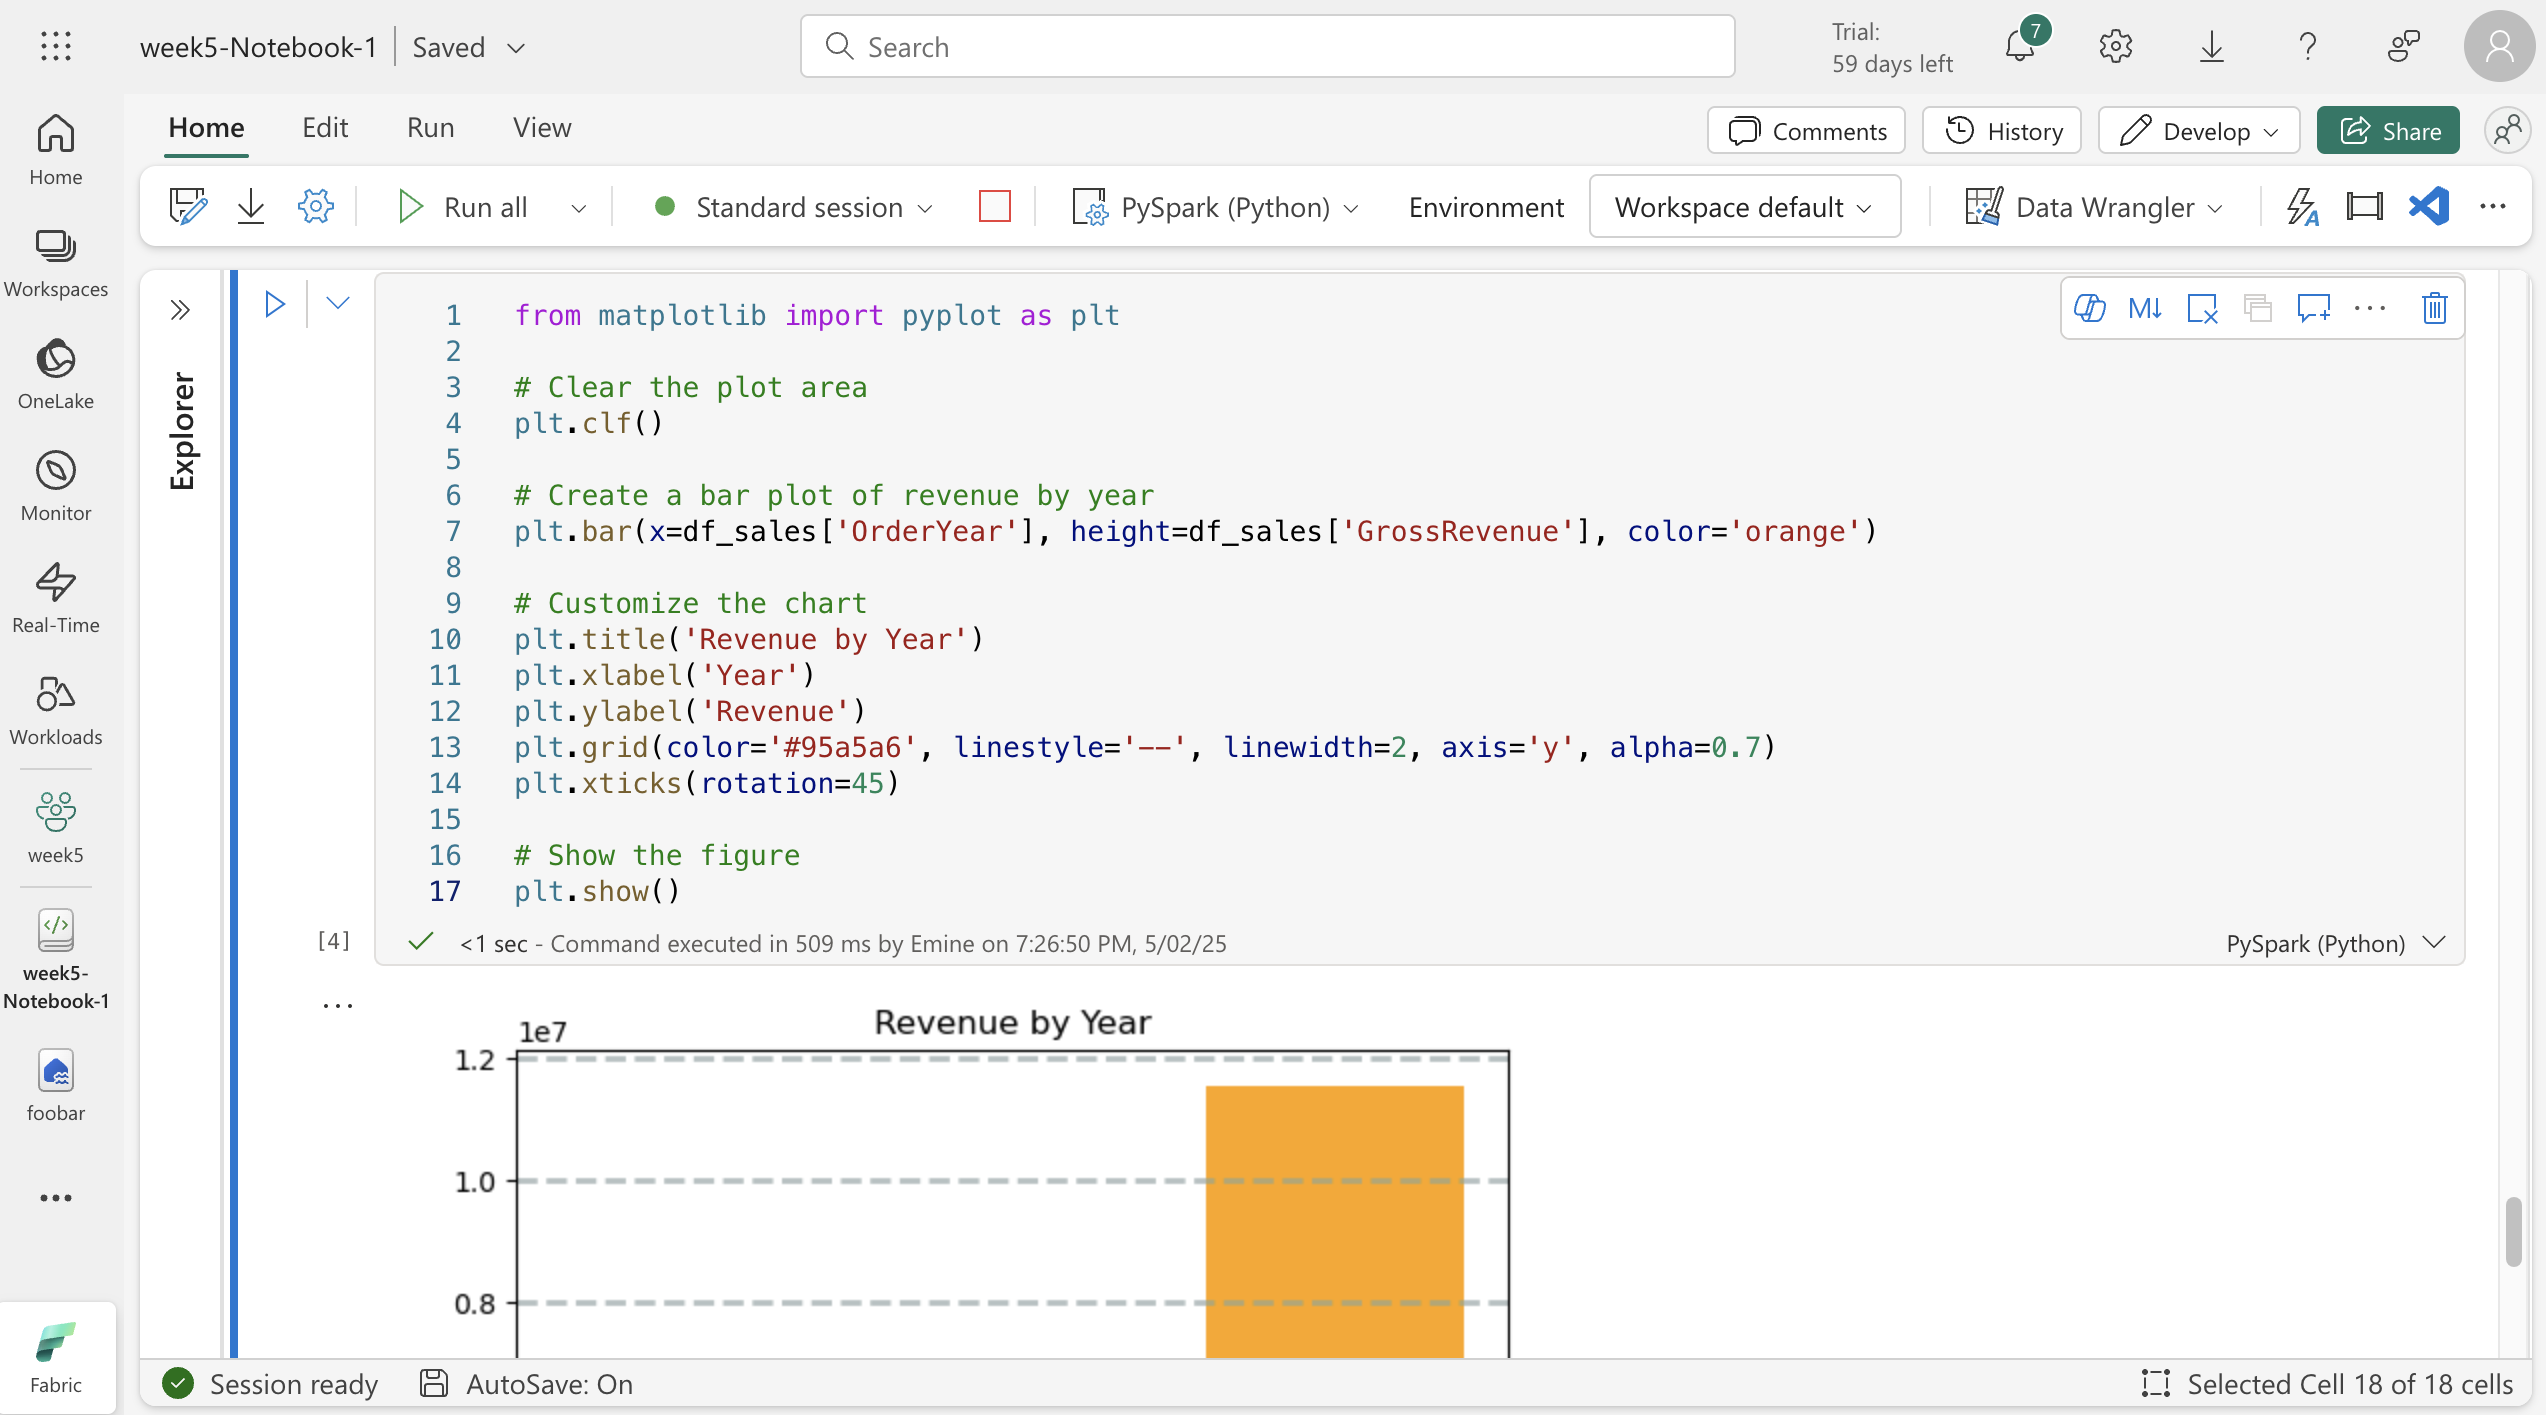 week5-Notebook-1
Saved
Search
Trial:
59 days left
7
Home
Edit
Run
View
Comments
History
Develop
Share
Run all
Standard session
PySpark (Python)
Environment
Workspace default
Data Wrangler
Home
Workspaces
OneLake
Monitor
Real-Time
Workloads
week5
week5-
Notebook-1
foobar
Fabric
Explorer
M↓
1 from matplotlib import pyplot as plt
2
3 # Clear the plot area
4 plt.clf()
5
6 # Create a bar plot of revenue by year
7 plt.bar(x=df_sales['OrderYear'], height=df_sales['GrossRevenue'], color='orange')
8
9 # Customize the chart
10 plt.title('Revenue by Year')
11 plt.xlabel('Year')
12 plt.ylabel('Revenue')
13 plt.grid(color='#95a5a6', linestyle='--', linewidth=2, axis='y', alpha=0.7)
14 plt.xticks(rotation=45)
15
16 # Show the figure
17 plt.show()
[4]
<1 sec - Command executed in 509 ms by Emine on 7:26:50 PM, 5/02/25
PySpark (Python)
Revenue by Year
1e7
1.2
1.0
0.8
Session ready
AutoSave: On
Selected Cell 18 of 18 cells